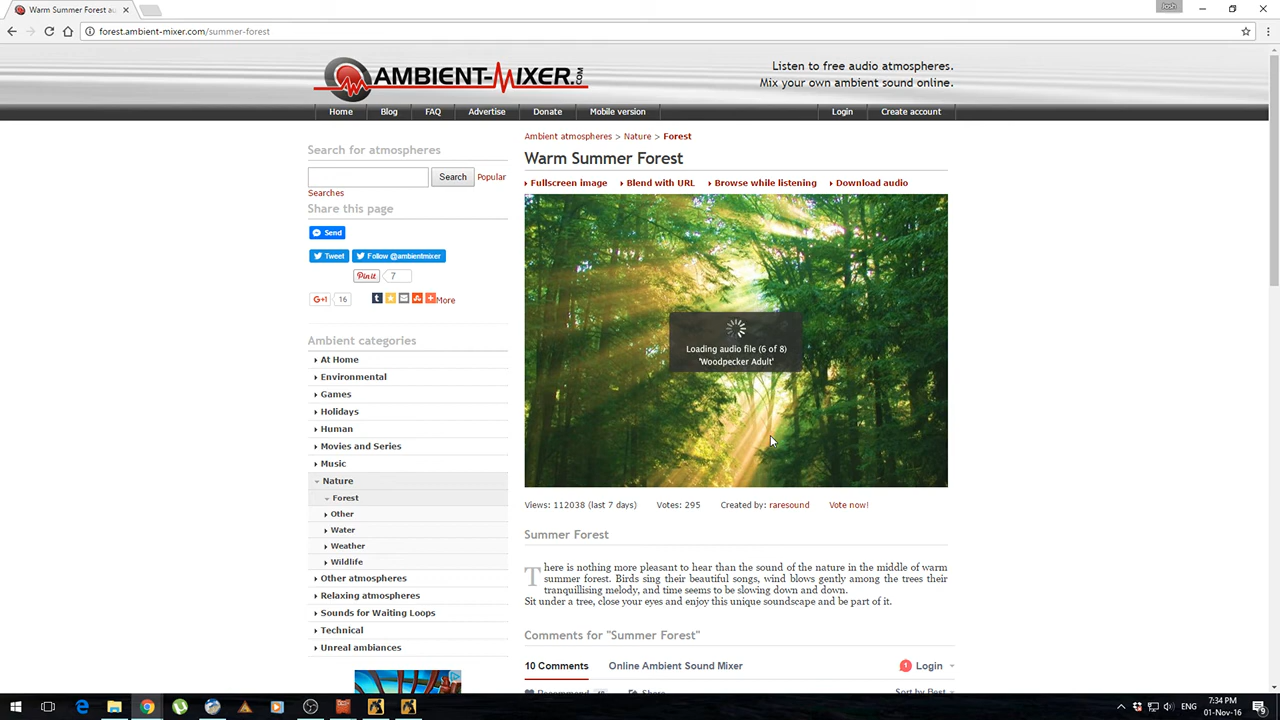 Warm Summer Forest au
Josh
forest.ambient-mixer.com/summer-forest
AMBIENT-MIXER.COM
Listen to free audio atmospheres.
Mix your own ambient sound online.
Home Blog FAQ Advertise Donate Mobile version Login Create account
Search for atmospheres
Search Popular
Searches
Share this page
Send
Tweet Follow @ambientmixer
Pin it 7
G+1 16 More
Ambient categories
At Home
Environmental
Games
Holidays
Human
Movies and Series
Music
Nature
Forest
Other
Water
Weather
Wildlife
Other atmospheres
Relaxing atmospheres
Sounds for Waiting Loops
Technical
Unreal ambiances
Ambient atmospheres > Nature > Forest
Warm Summer Forest
Fullscreen image Blend with URL Browse while listening Download audio
Loading audio file (6 of 8)
'Woodpecker Adult'
Views: 112038 (last 7 days) Votes: 295 Created by: raresound Vote now!
Summer Forest
There is nothing more pleasant to hear than the sound of the nature in the middle of warm
summer forest. Birds sing their beautiful songs, wind blows gently among the trees their
tranquillising melody, and time seems to be slowing down and down.
Sit under a tree, close your eyes and enjoy this unique soundscape and be part of it.
Comments for "Summer Forest"
10 Comments Online Ambient Sound Mixer 1 Login
Recommend Share Sort by Best
ENG
7:34 PM
01-Nov-16